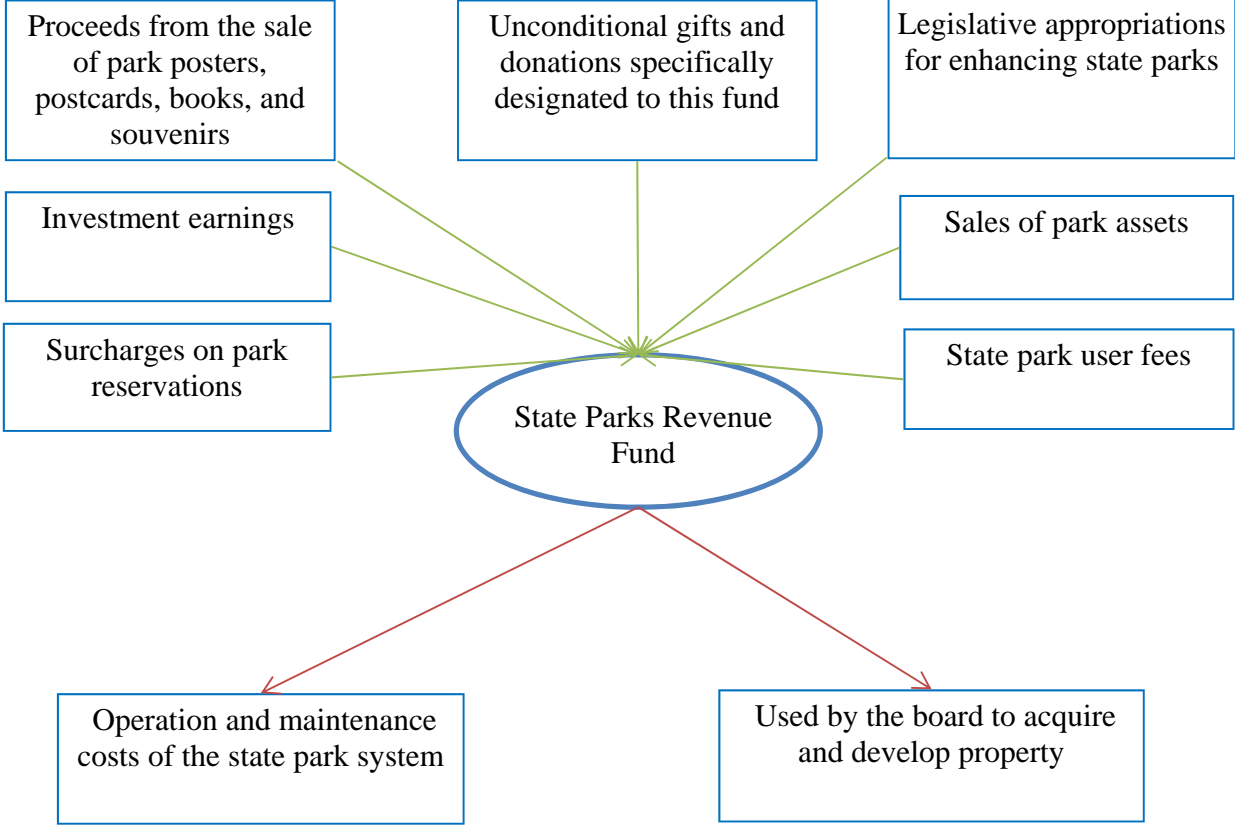 Proceeds from the sale
of park posters,
postcards, books, and
souvenirs
Unconditional gifts and
donations specifically
designated to this fund
Legislative appropriations
for enhancing state parks
Investment earnings
Sales of park assets
Surcharges on park
reservations
State park user fees
State Parks Revenue
Fund
Operation and maintenance
costs of the state park system
Used by the board to acquire
and develop property